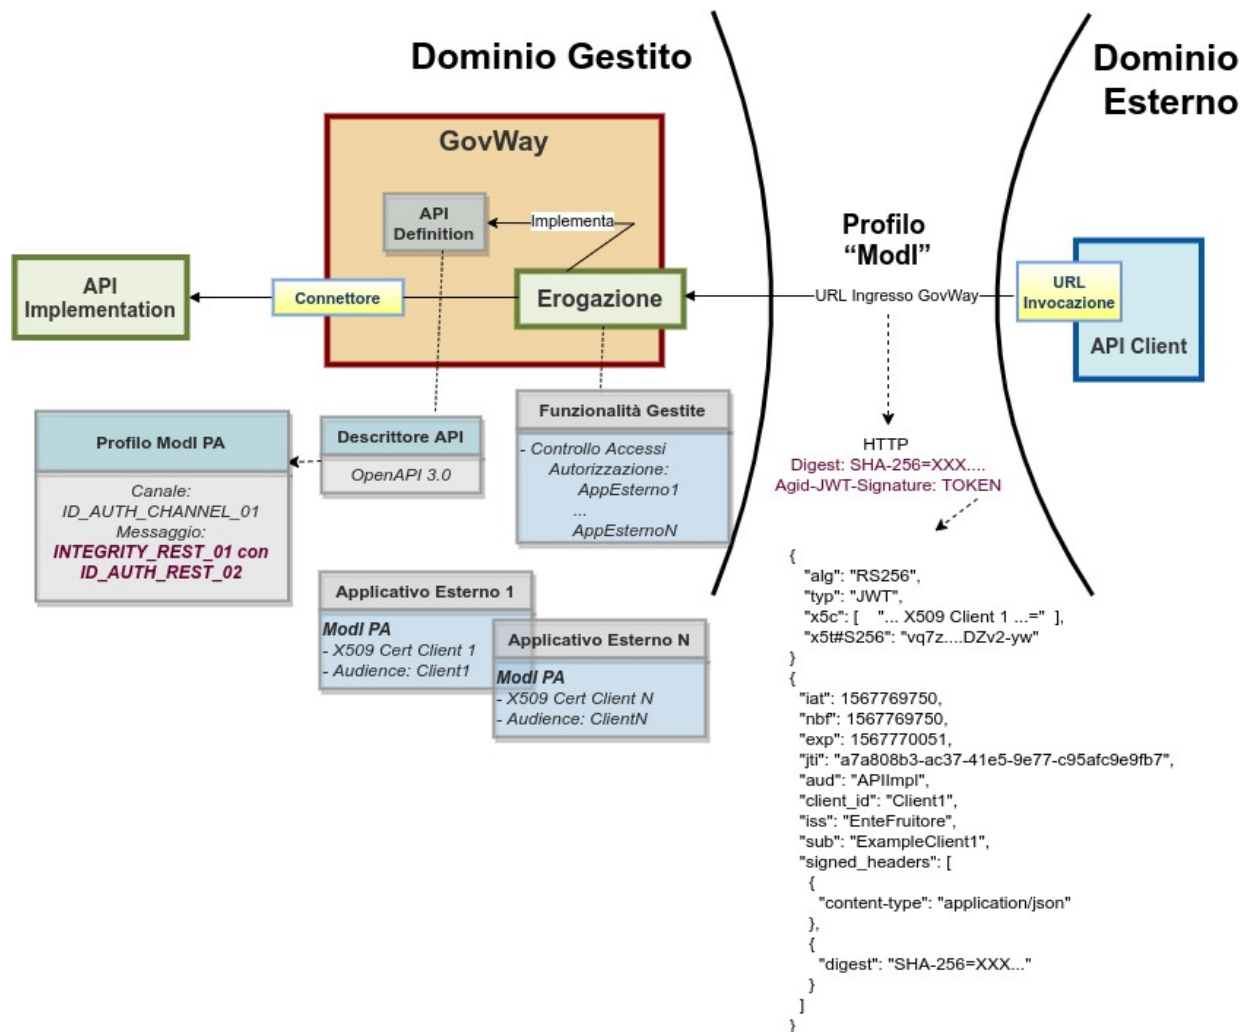 Dominio Gestito
Dominio
Esterno
GovWay
API
Definition
Implementa
Profilo
“ModI”
API
Implementation
Connettore
Erogazione
URL Ingresso GovWay
URL
Invocazione
API Client
Profilo ModI PA
Canale:
ID_AUTH_CHANNEL_01
Messaggio:
INTEGRITY_REST_01 con
ID_AUTH_REST_02
Descrittore API
OpenAPI 3.0
Funzionalità Gestite
- Controllo Accessi
Autorizzazione:
AppEsterno1
...
AppEsternoN
HTTP
Digest: SHA-256=XXX....
Agid-JWT-Signature: TOKEN
Applicativo Esterno 1
ModI PA
- X509 Cert Client 1
- Audience: Client1
Applicativo Esterno N
ModI PA
- X509 Cert Client N
- Audience: ClientN
{
"alg": "RS256",
"typ": "JWT",
"x5c": [ "... X509 Client 1 ...=" ],
"x5t#S256": "vq7z....DZv2-yw"
}
{
"iat": 1567769750,
"nbf": 1567769750,
"exp": 1567770051,
"jti": "a7a808b3-ac37-41e5-9e77-c95afc9e9fb7",
"aud": "APIImpl",
"client_id": "Client1",
"iss": "EnteFruitore",
"sub": "ExampleClient1",
"signed_headers": [
{
"content-type": "application/json"
},
{
"digest": "SHA-256=XXX..."
}
]
}